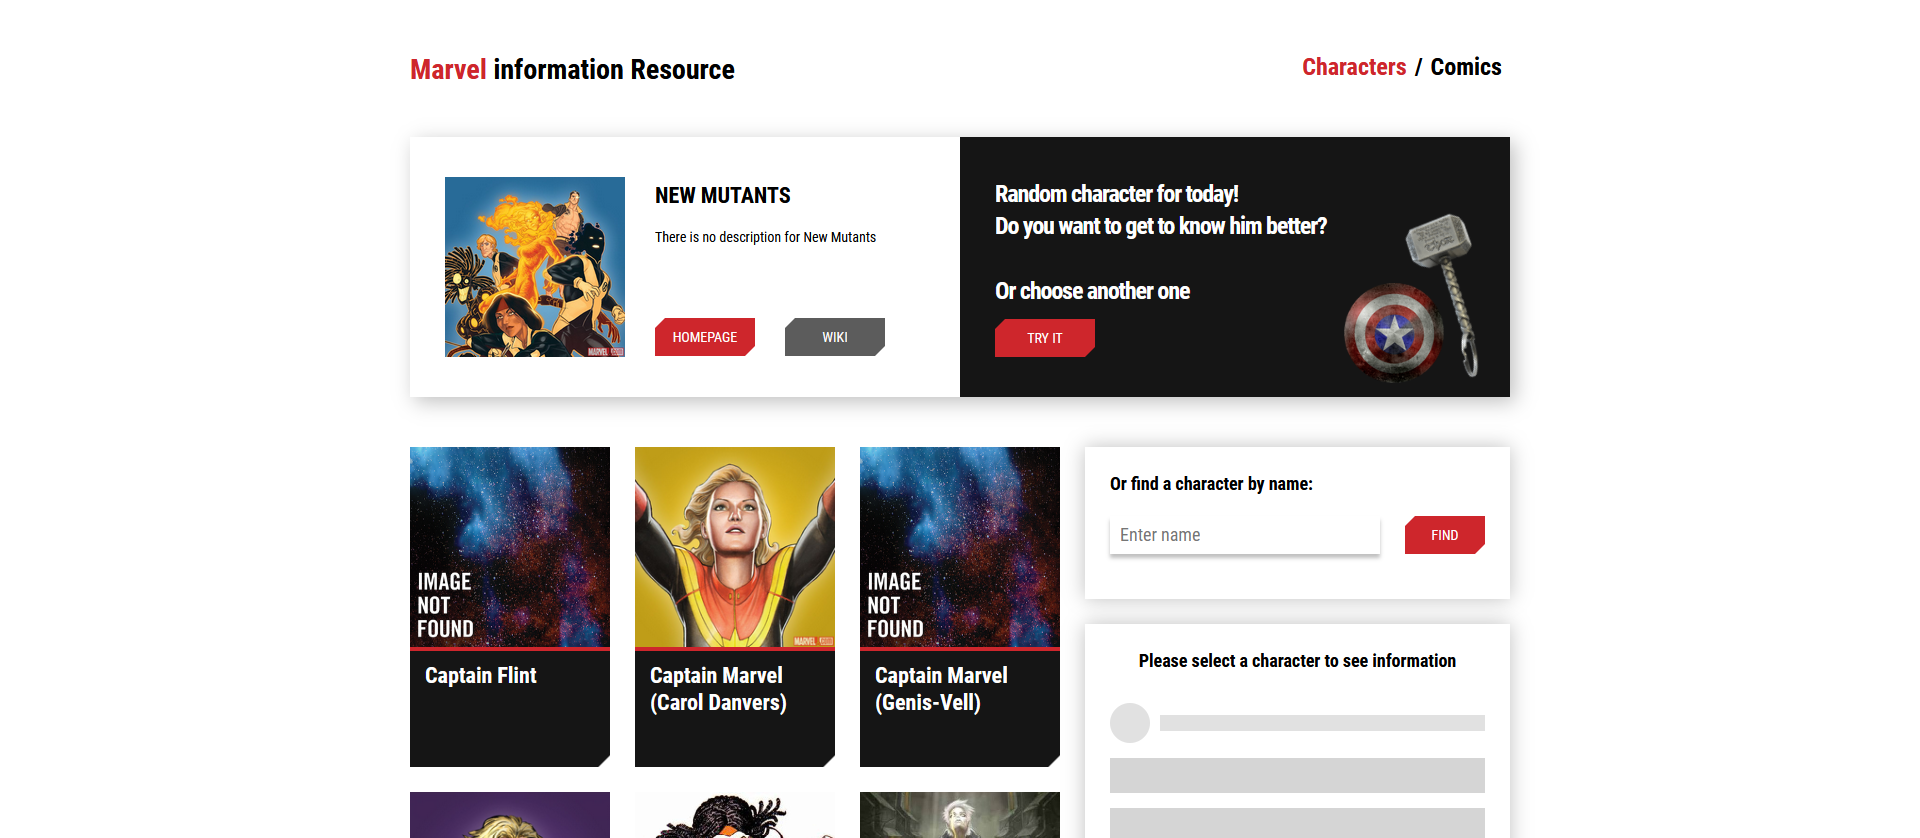 Marvel information Resource
Characters / Comics
NEW MUTANTS
There is no description for New Mutants
HOMEPAGE
WIKI
Random character for today!
Do you want to get to know him better?
Or choose another one
TRY IT
IMAGE
NOT
FOUND
Captain Flint
MARVEL
Captain Marvel
(Carol Danvers)
IMAGE
NOT
FOUND
Captain Marvel
(Genis-Vell)
Or find a character by name:
Enter name
FIND
Please select a character to see information